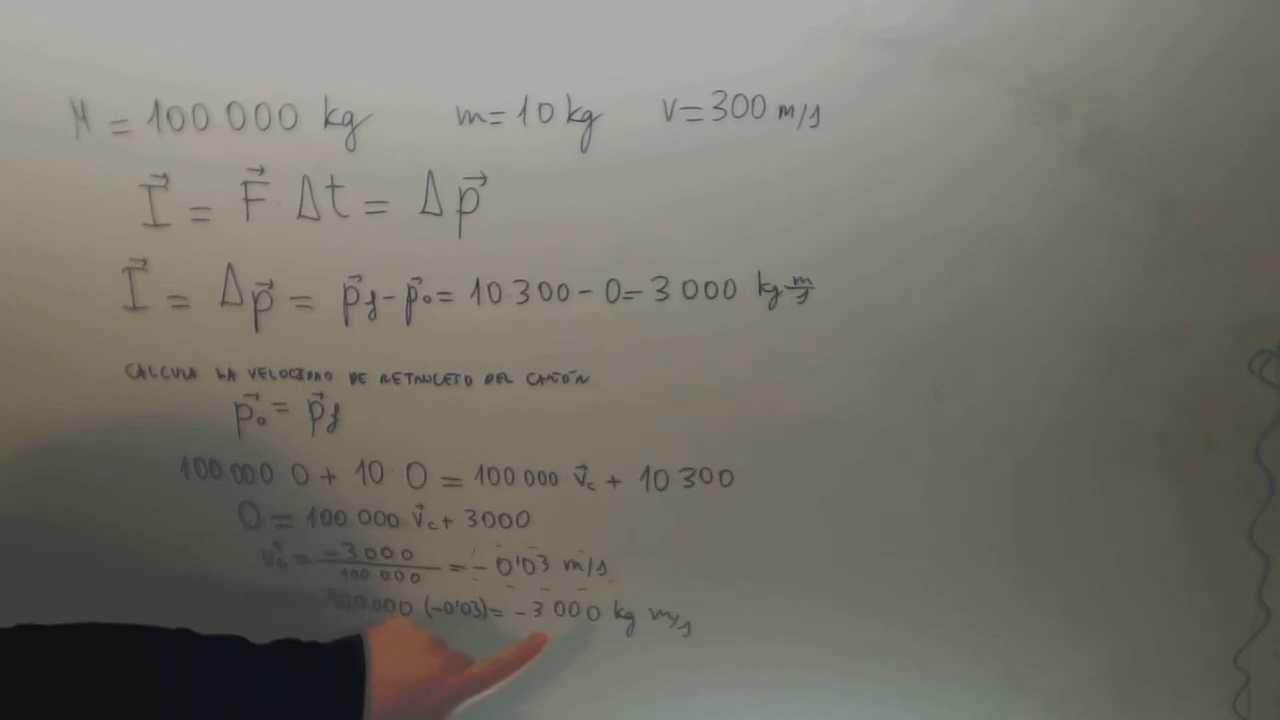 M = 100 000 kg m = 10 kg v = 300 m/s
I⃗ = F⃗ · Δt = Δp⃗
I⃗ = Δp⃗ = p⃗f - p⃗o = 10·300 - 0 = 3 000 kg m/s
CALCULA LA VELOCIDAD DE RETROCESO DEL CAÑÓN
p⃗o = p⃗f
100 000 · 0 + 10 · 0 = 100 000 v⃗c + 10·300
0 = 100 000 v⃗c + 3000
v⃗c = -3000 / 100 000 = -0'03 m/s
100.000 (-0'03) = -3 000 kg m/s